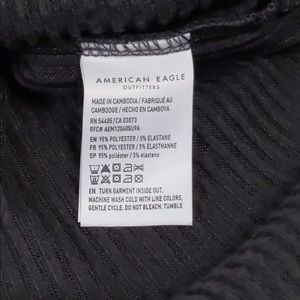 AMERICAN EAGLE
OUTFITTERS
MADE IN CAMBODIA / FABRIQUÉ AU
CAMBODGE / HECHO EN CAMBOYA
RN 54485/CA 03873
RFC# AEM120605U9A
EN 95% POLYESTER / 5% ELASTANE
FR 95% POLYESTER / 5% ÉLASTHANNE
SP 95% poliéster / 5% elastano
EN TURN GARMENT INSIDE OUT.
MACHINE WASH COLD WITH LIKE COLORS,
GENTLE CYCLE. DO NOT BLEACH. TUMBLE